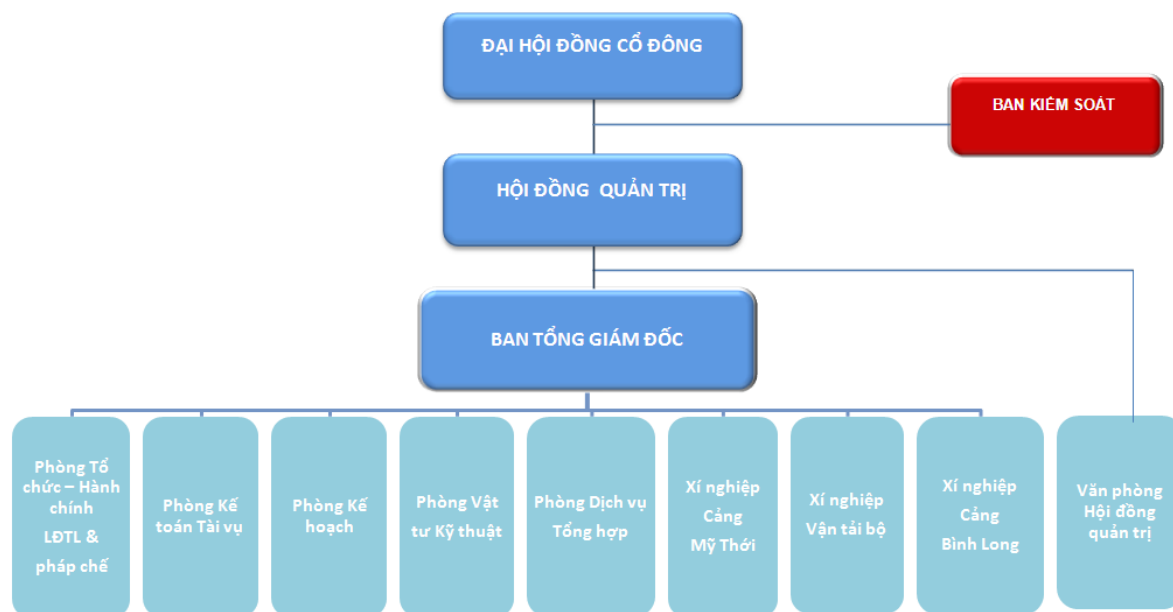 ĐẠI HỘI ĐỒNG CỔ ĐÔNG
BAN KIỂM SOÁT
HỘI ĐỒNG QUẢN TRỊ
BAN TỔNG GIÁM ĐỐC
Phòng Tổ
chức – Hành
chính
LĐTL &
pháp chế
Phòng Kế
toán Tài vụ
Phòng Kế
hoạch
Phòng Vật
tư Kỹ thuật
Phòng Dịch vụ
Tổng hợp
Xí nghiệp
Cảng
Mỹ Thới
Xí nghiệp
Vận tải bộ
Xí nghiệp
Cảng
Bình Long
Văn phòng
Hội đồng
quản trị